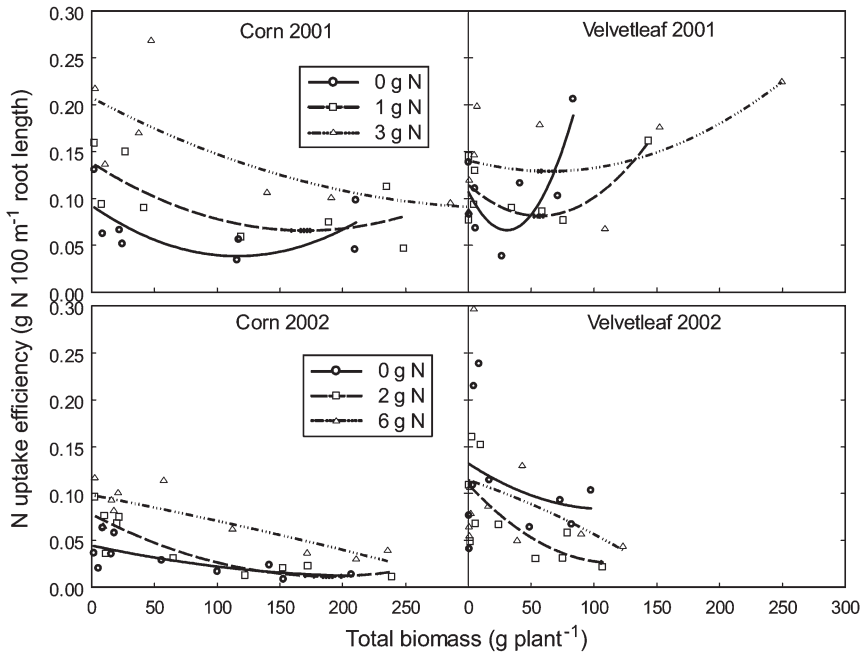 N uptake efficiency (g N 100 m⁻¹ root length)
Corn 2001
Velvetleaf 2001
0.30
0.25
0.20
0.15
0.10
0.05
0.00
0 g N
1 g N
3 g N
Corn 2002
Velvetleaf 2002
0.30
0.25
0.20
0.15
0.10
0.05
0.00
0 g N
2 g N
6 g N
0 50 100 150 200 250 0 50 100 150 200 250 300
Total biomass (g plant⁻¹)